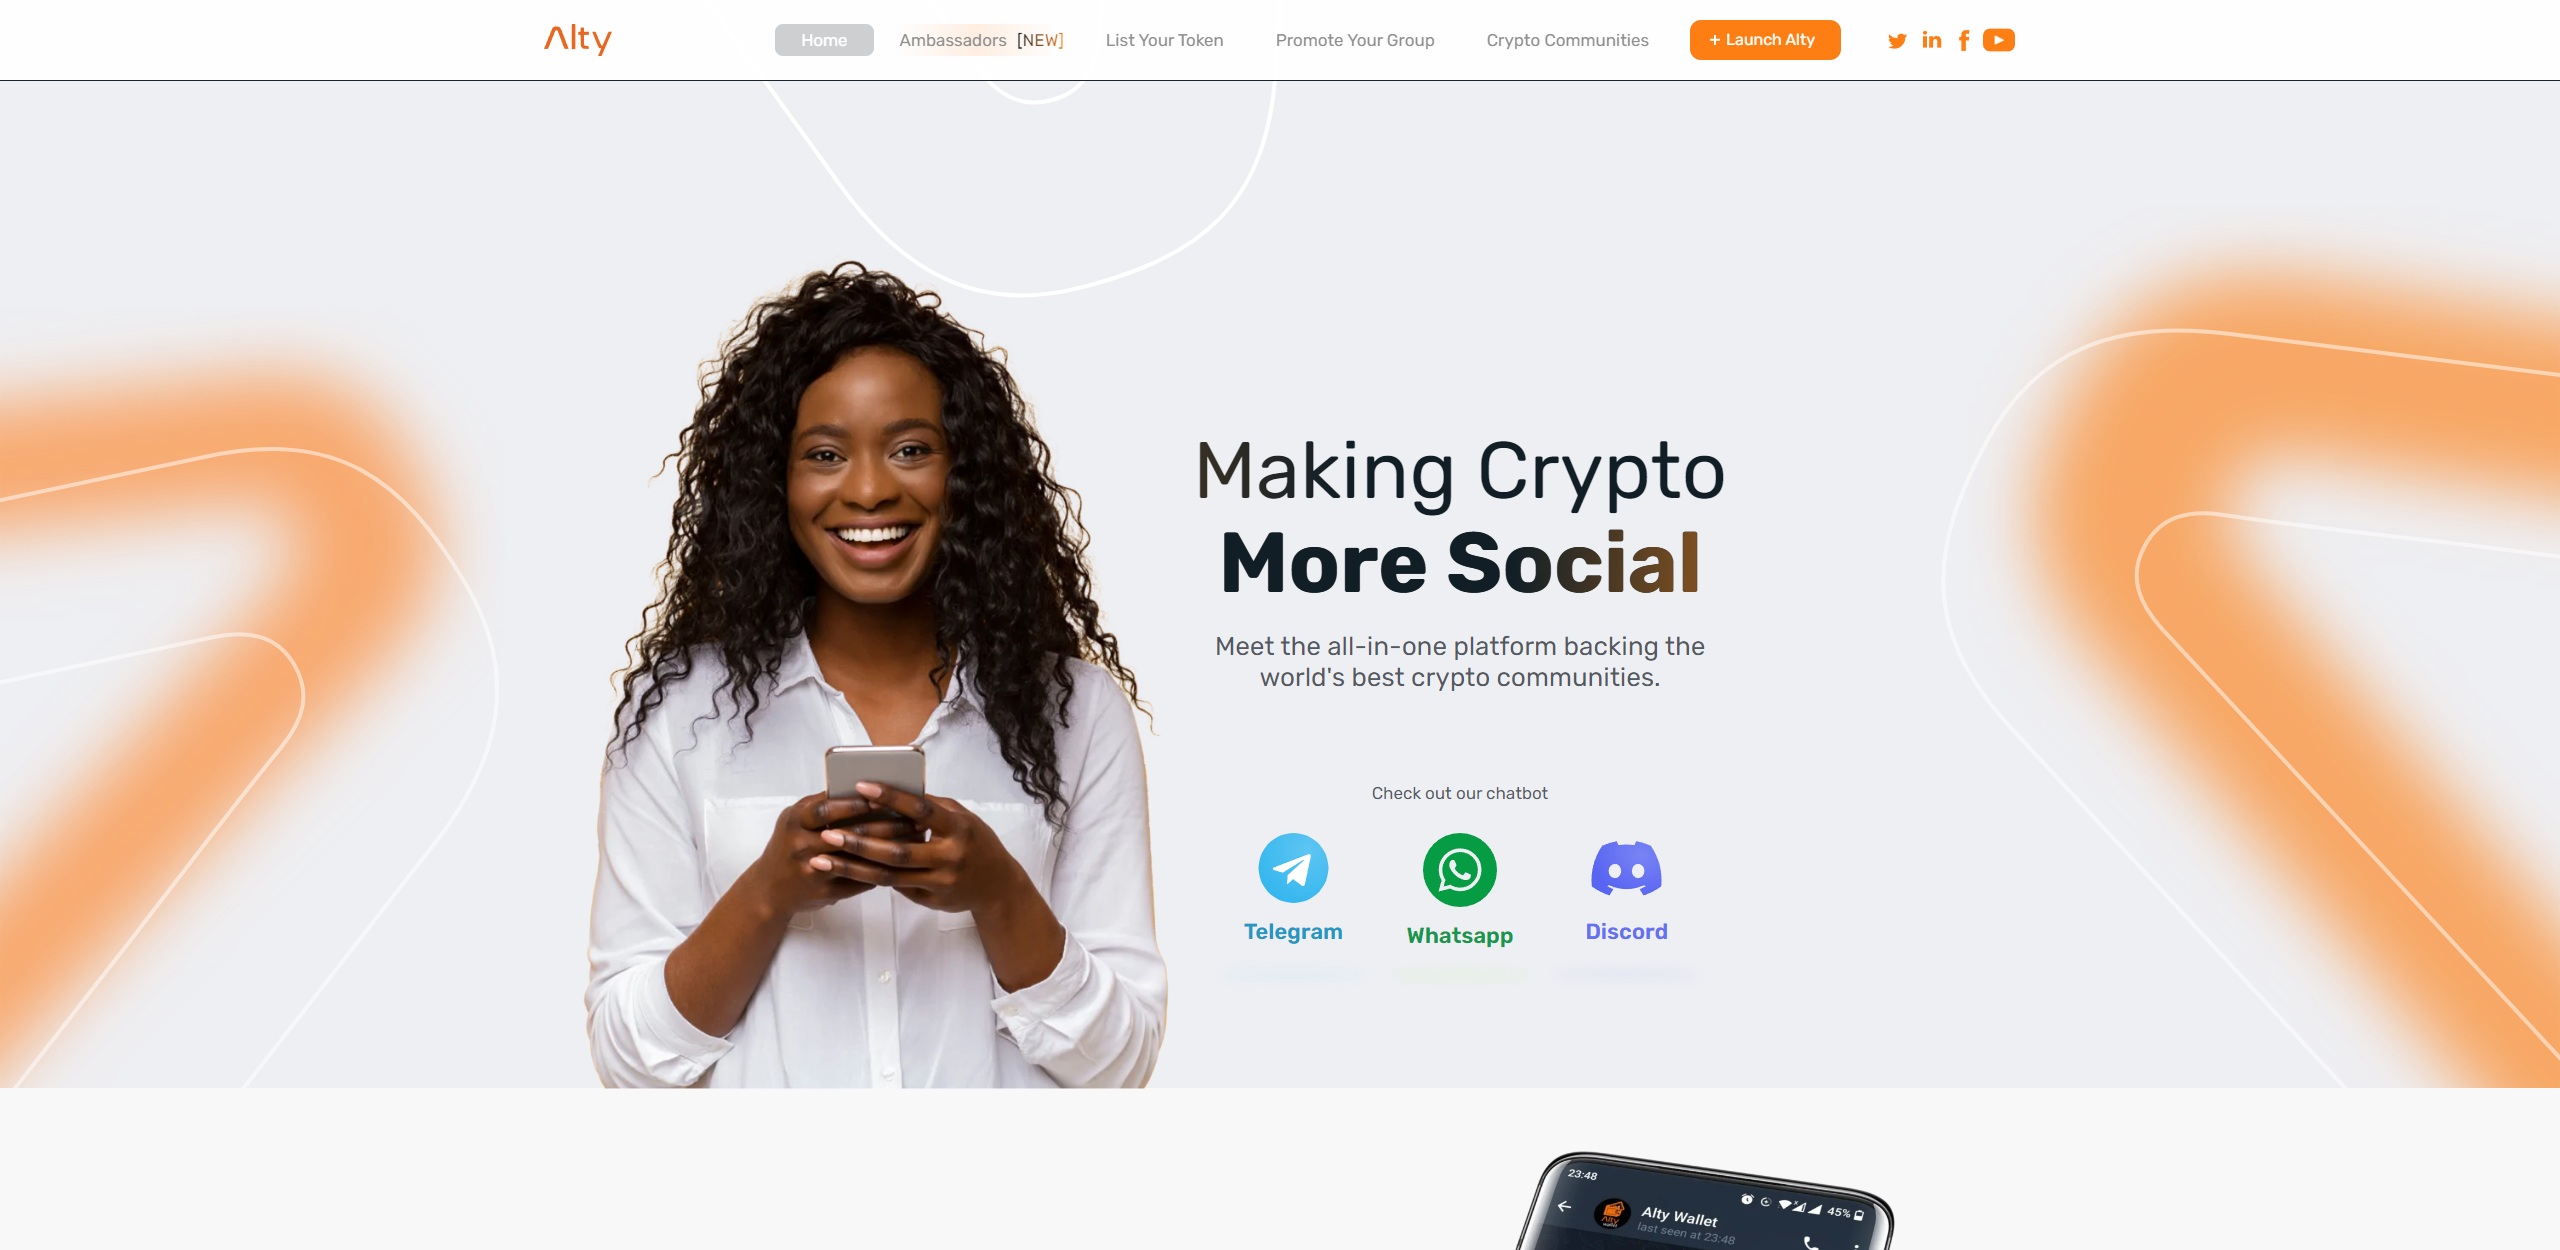 Alty
Home
Ambassadors [NEW]
List Your Token
Promote Your Group
Crypto Communities
+ Launch Alty
Making Crypto
More Social
Meet the all-in-one platform backing the
world's best crypto communities.
Check out our chatbot
Telegram
Whatsapp
Discord
23:48
45%
Alty Wallet
last seen at 23:48